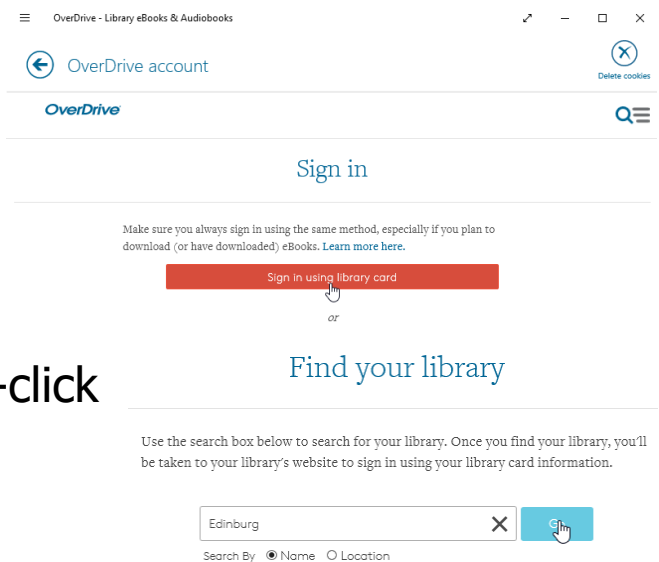 OverDrive - Library eBooks & Audiobooks
OverDrive account
Delete cookies
OverDrive
Sign in
Make sure you always sign in using the same method, especially if you plan to
download (or have downloaded) eBooks. Learn more here.
Sign in using library card
or
Find your library
-click
Use the search box below to search for your library. Once you find your library, you'll
be taken to your library's website to sign in using your library card information.
Edinburg
Search By Name Location